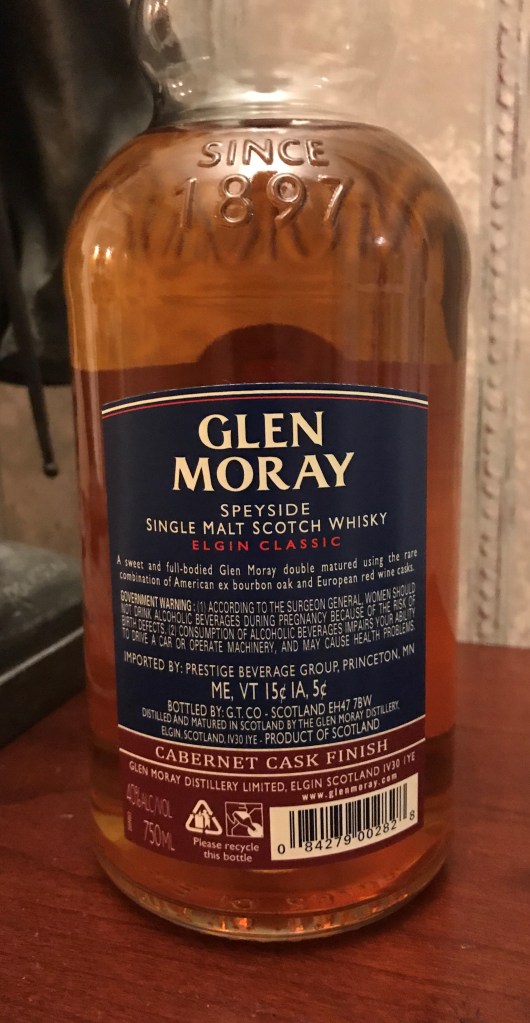 SINCE
1897
GLEN
MORAY
SPEYSIDE
SINGLE MALT SCOTCH WHISKY
ELGIN CLASSIC
A sweet and full-bodied Glen Moray double matured using the rare
combination of American ex bourbon oak and European red wine casks.
GOVERNMENT WARNING : (1) ACCORDING TO THE SURGEON GENERAL, WOMEN SHOULD
NOT DRINK ALCOHOLIC BEVERAGES DURING PREGNANCY BECAUSE OF THE RISK OF
BIRTH DEFECTS. (2) CONSUMPTION OF ALCOHOLIC BEVERAGES IMPAIRS YOUR ABILITY
TO DRIVE A CAR OR OPERATE MACHINERY, AND MAY CAUSE HEALTH PROBLEMS.
IMPORTED BY: PRESTIGE BEVERAGE GROUP, PRINCETON, MN
ME, VT 15¢ IA, 5¢
BOTTLED BY: G.T. CO - SCOTLAND EH47 7BW
DISTILLED AND MATURED IN SCOTLAND BY THE GLEN MORAY DISTILLERY,
ELGIN, SCOTLAND, IV30 1YE - PRODUCT OF SCOTLAND
CABERNET CASK FINISH
GLEN MORAY DISTILLERY LIMITED, ELGIN SCOTLAND IV30 1YE
www.glenmoray.com
40%ALC/VOL
750ML
Please recycle
this bottle
0 84279 00282 8